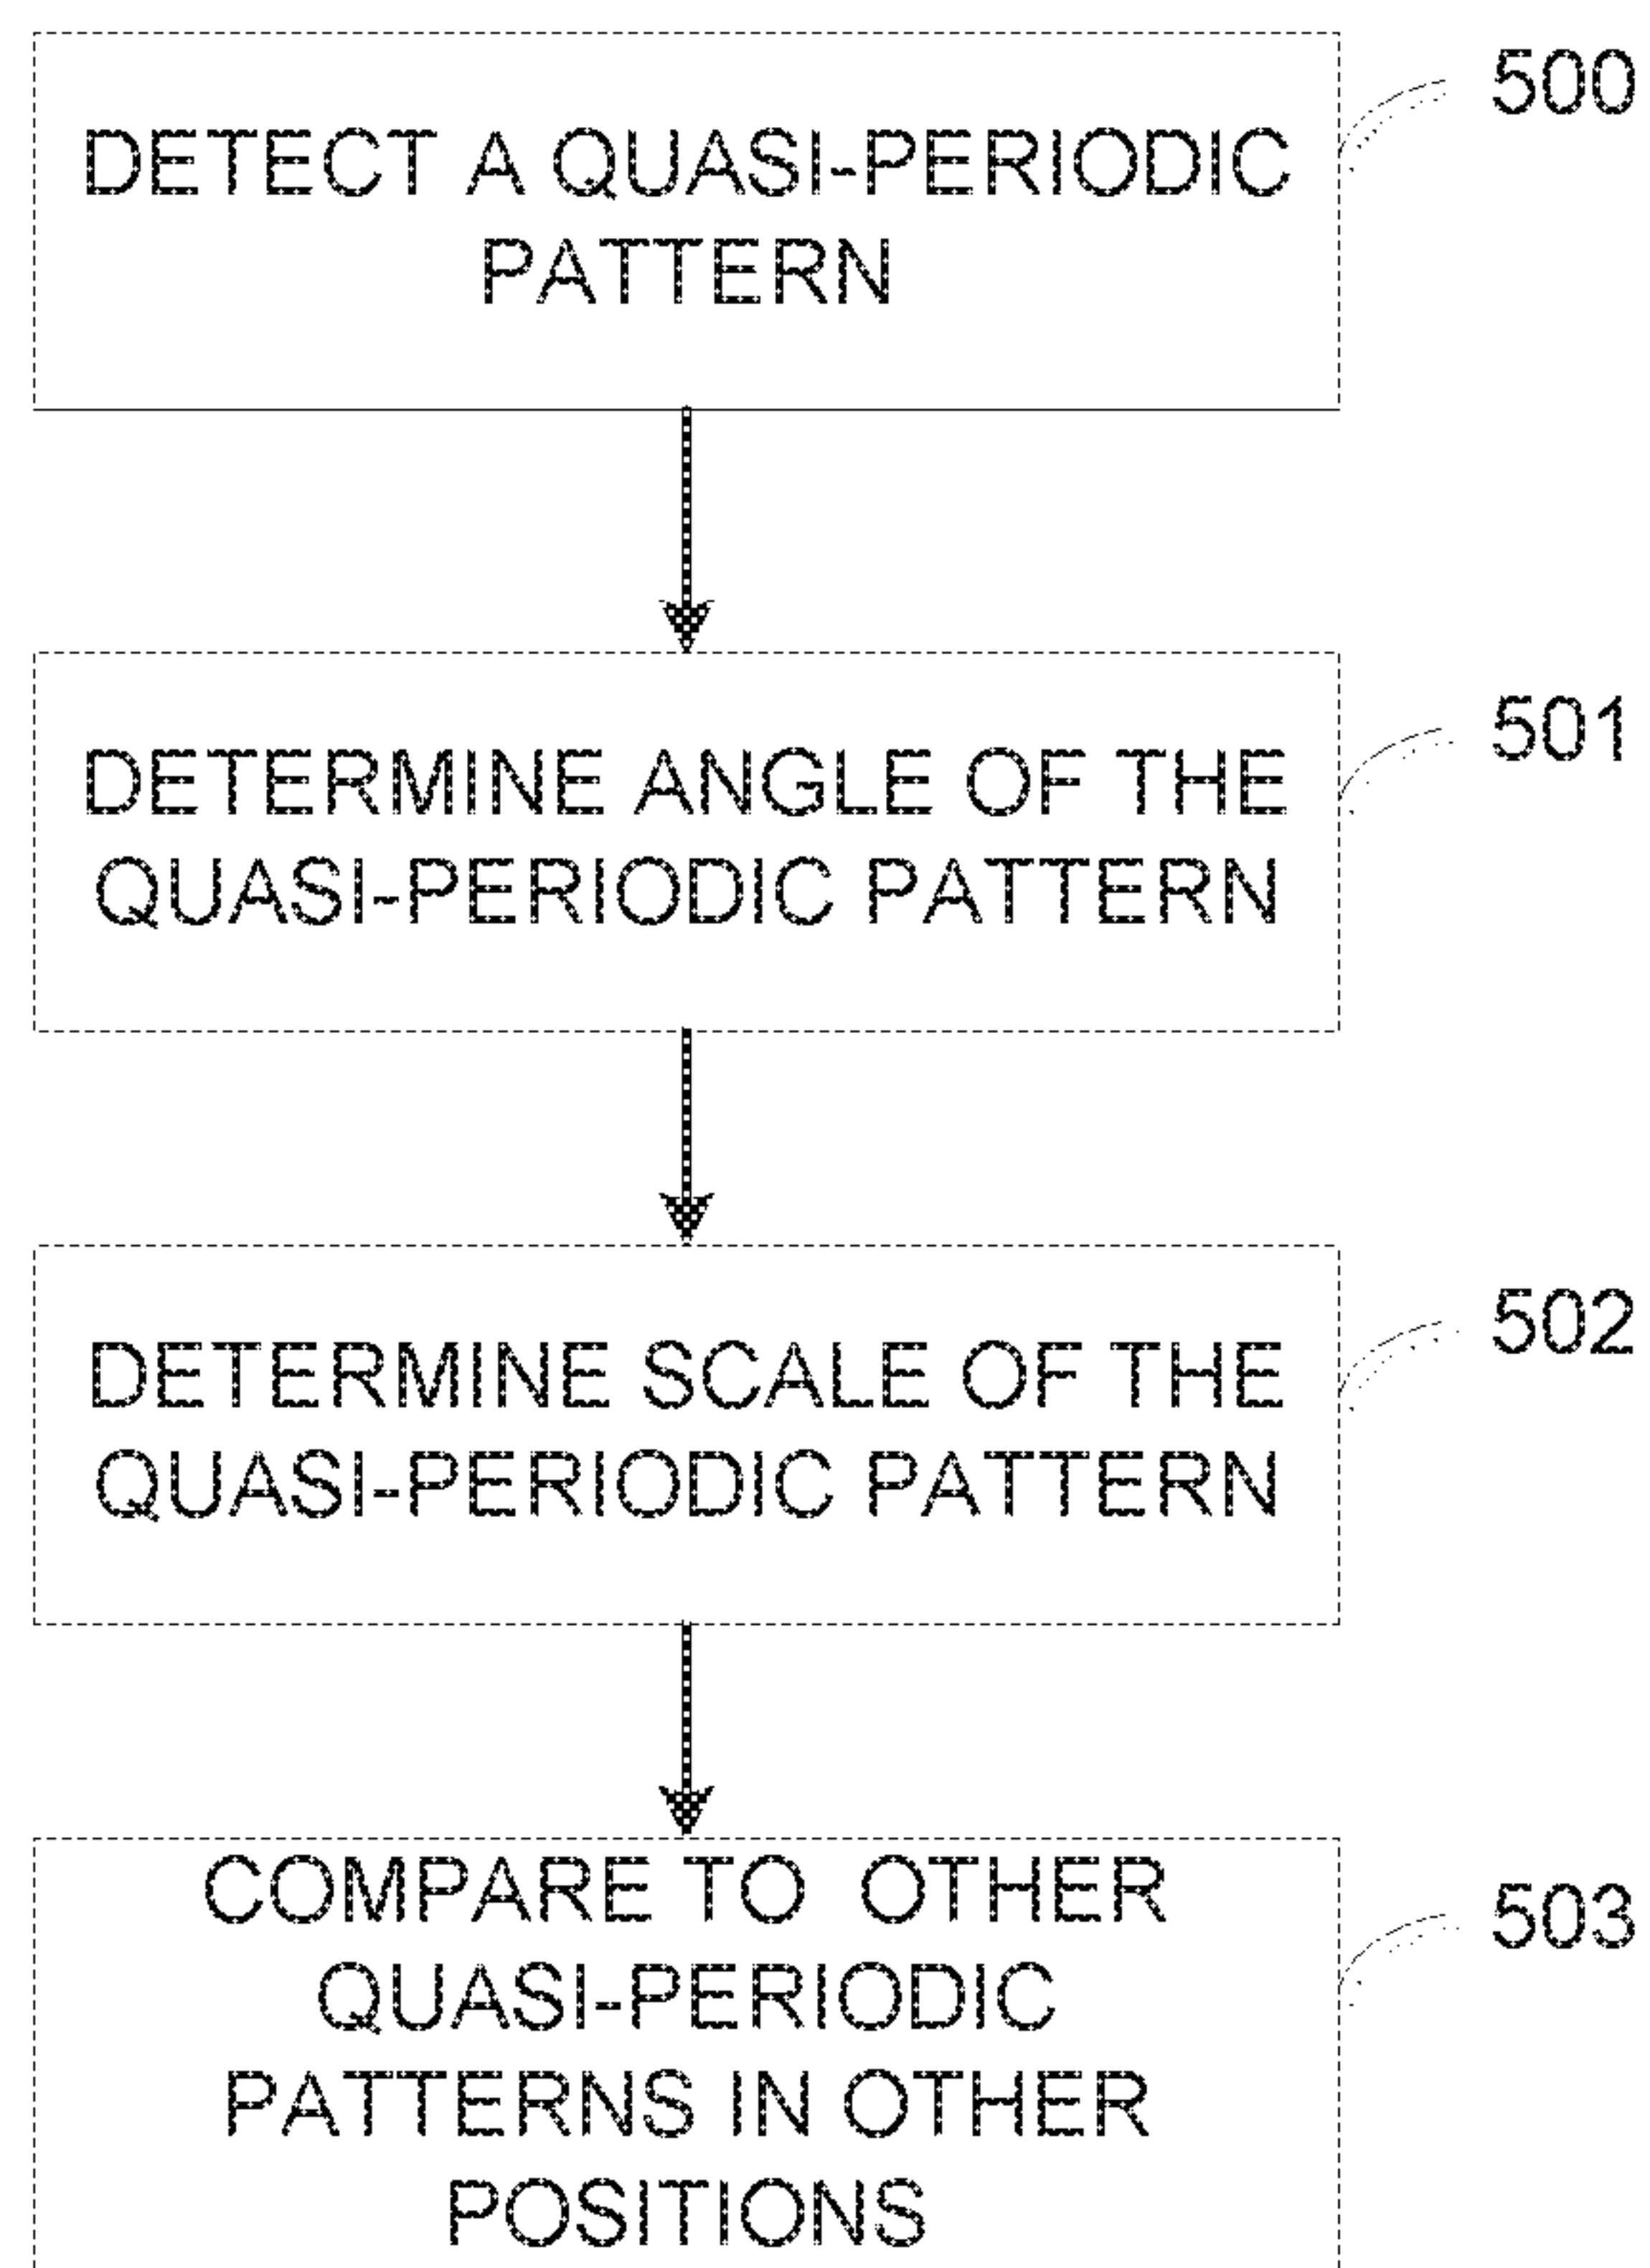 500
DETECT A QUASI-PERIODIC
PATTERN
501
DETERMINE ANGLE OF THE
QUASI-PERIODIC PATTERN
502
DETERMINE SCALE OF THE
QUASI-PERIODIC PATTERN
503
COMPARE TO OTHER
QUASI-PERIODIC
PATTERNS IN OTHER
POSITIONS